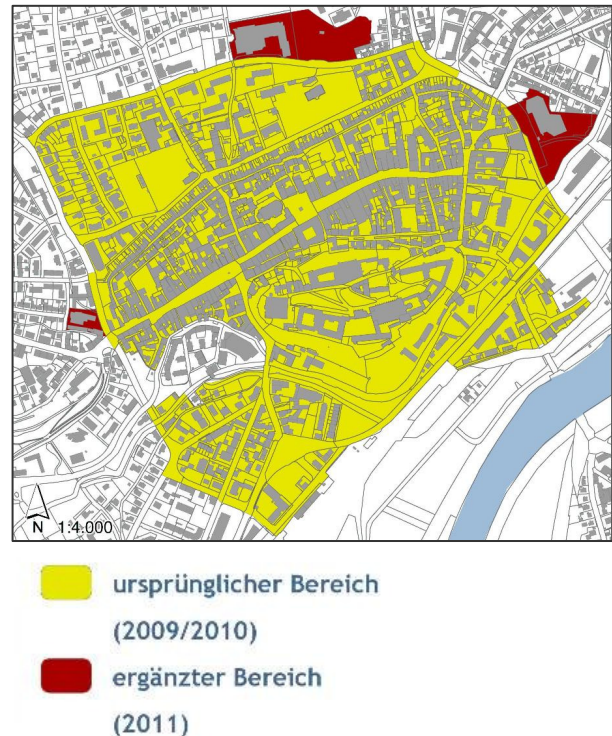 N 1:4.000
ursprünglicher Bereich
(2009/2010)
ergänzter Bereich
(2011)